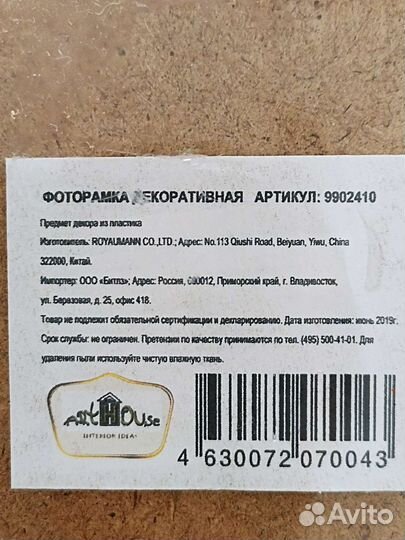 ФОТОРАМКА ДЕКОРАТИВНАЯ АРТИКУЛ: 9902410
Предмет декора из пластика
Изготовитель: ROYAUMANN CO.,LTD.; Адрес: No.113 Qiushi Road, Beiyuan, Yiwu, China
322000, Китай.
Импортер: ООО «Битлз»; Адрес: Россия, 690012, Приморский край, г. Владивосток,
ул. Березовая, д. 25, офис 418.
Товар не подлежит обязательной сертификации и декларированию. Дата изготовления: июнь 2019г.
Срок службы: не ограничен. Претензии по качеству принимаются по тел. (495) 500-41-01. Для
удаления пыли используйте чистую влажную ткань.
ArtHOuse
INTERIOR IDEAS
4 630072 070043
Avito